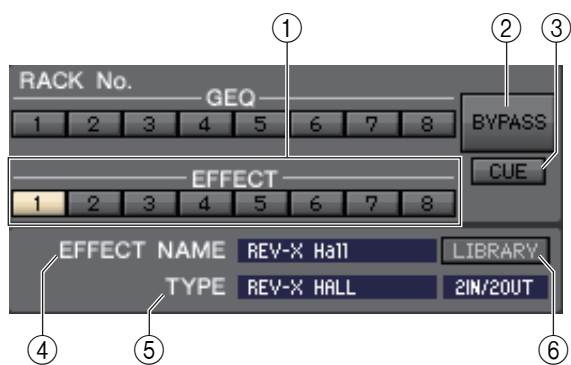 ① ② ③
RACK No.
GEQ
1 2 3 4 5 6 7 8 BYPASS
CUE
EFFECT
1 2 3 4 5 6 7 8
EFFECT NAME REV-X Hall LIBRARY
TYPE REV-X HALL 2IN/2OUT
④ ⑤ ⑥